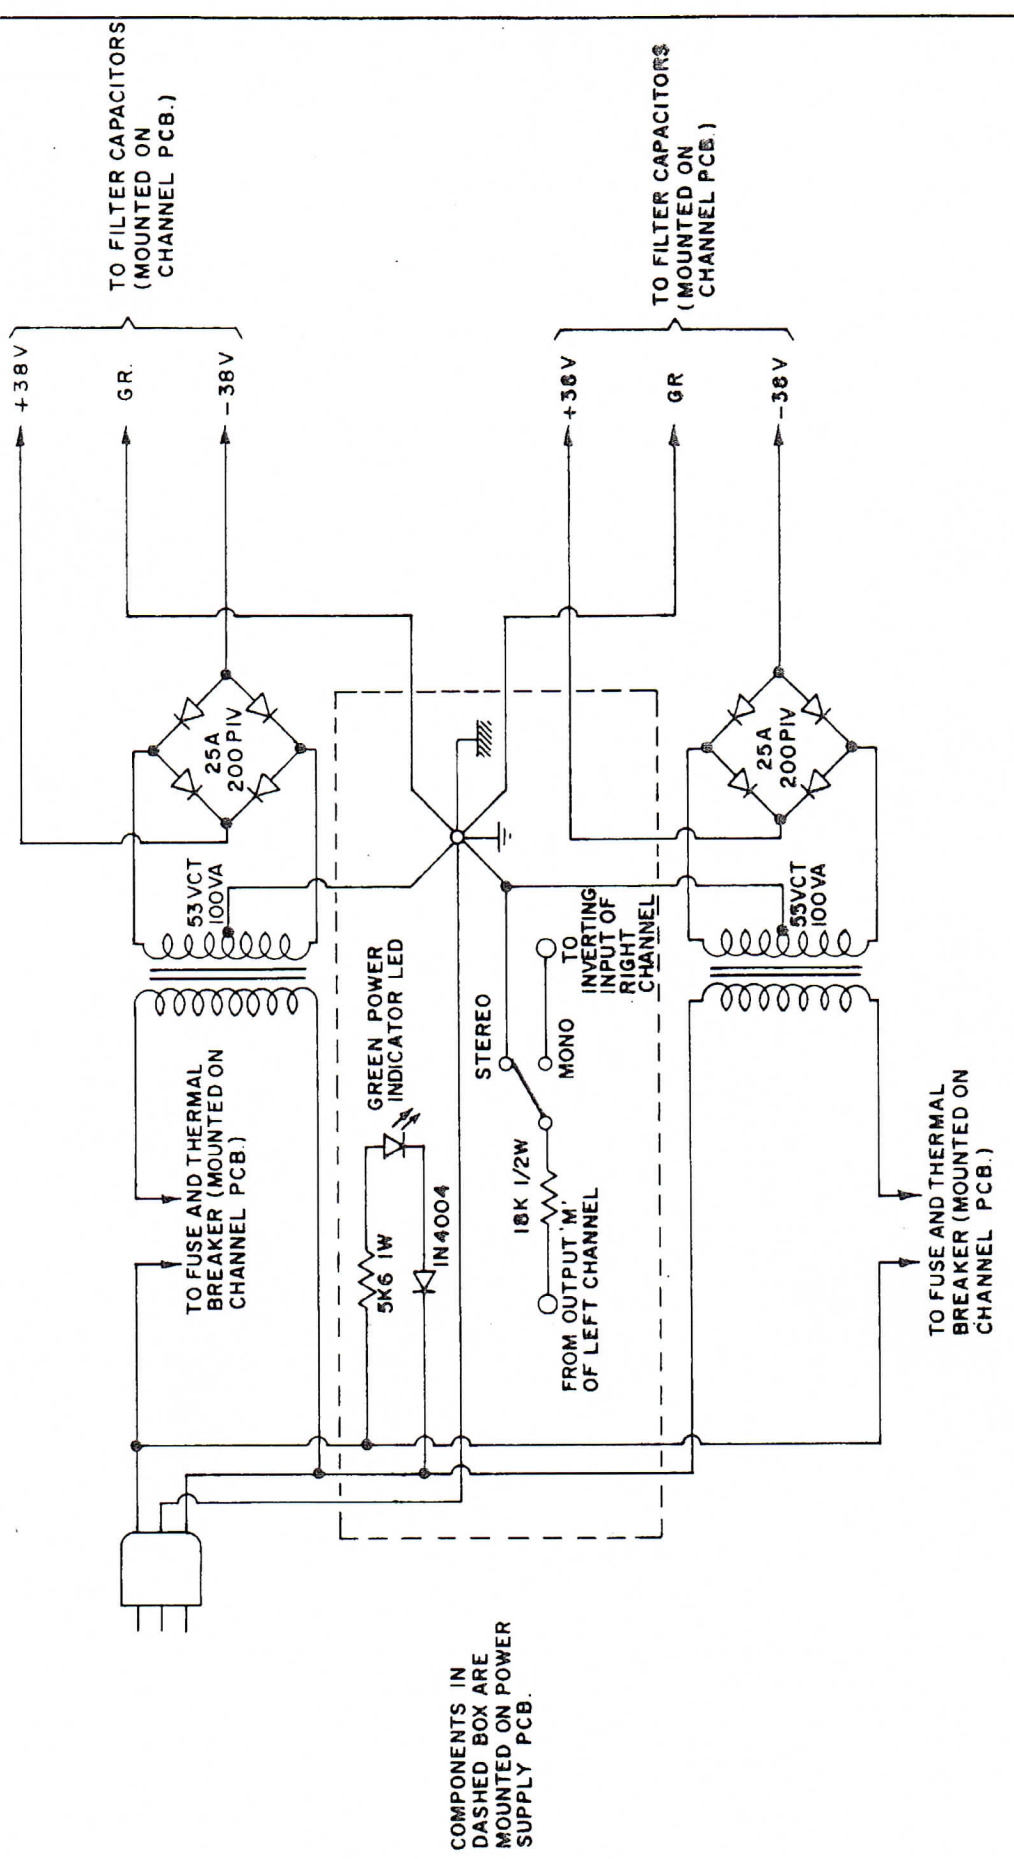 COMPONENTS IN
DASHED BOX ARE
MOUNTED ON POWER
SUPPLY PCB.
TO FUSE AND THERMAL
BREAKER (MOUNTED ON
CHANNEL PCB.)
53VCT
100VA
25A
200PIV
+38V
GR.
-38V
TO FILTER CAPACITORS
(MOUNTED ON
CHANNEL PCB.)
5K6 1W
IN4004
GREEN POWER
INDICATOR LED
FROM OUTPUT 'M'
OF LEFT CHANNEL
18K 1/2W
STEREO
MONO
TO
INVERTING
INPUT OF
RIGHT
CHANNEL
TO FUSE AND THERMAL
BREAKER (MOUNTED ON
CHANNEL PCB.)
53VCT
100VA
25A
200PIV
+38V
GR
-38V
TO FILTER CAPACITORS
(MOUNTED ON
CHANNEL PCB.)